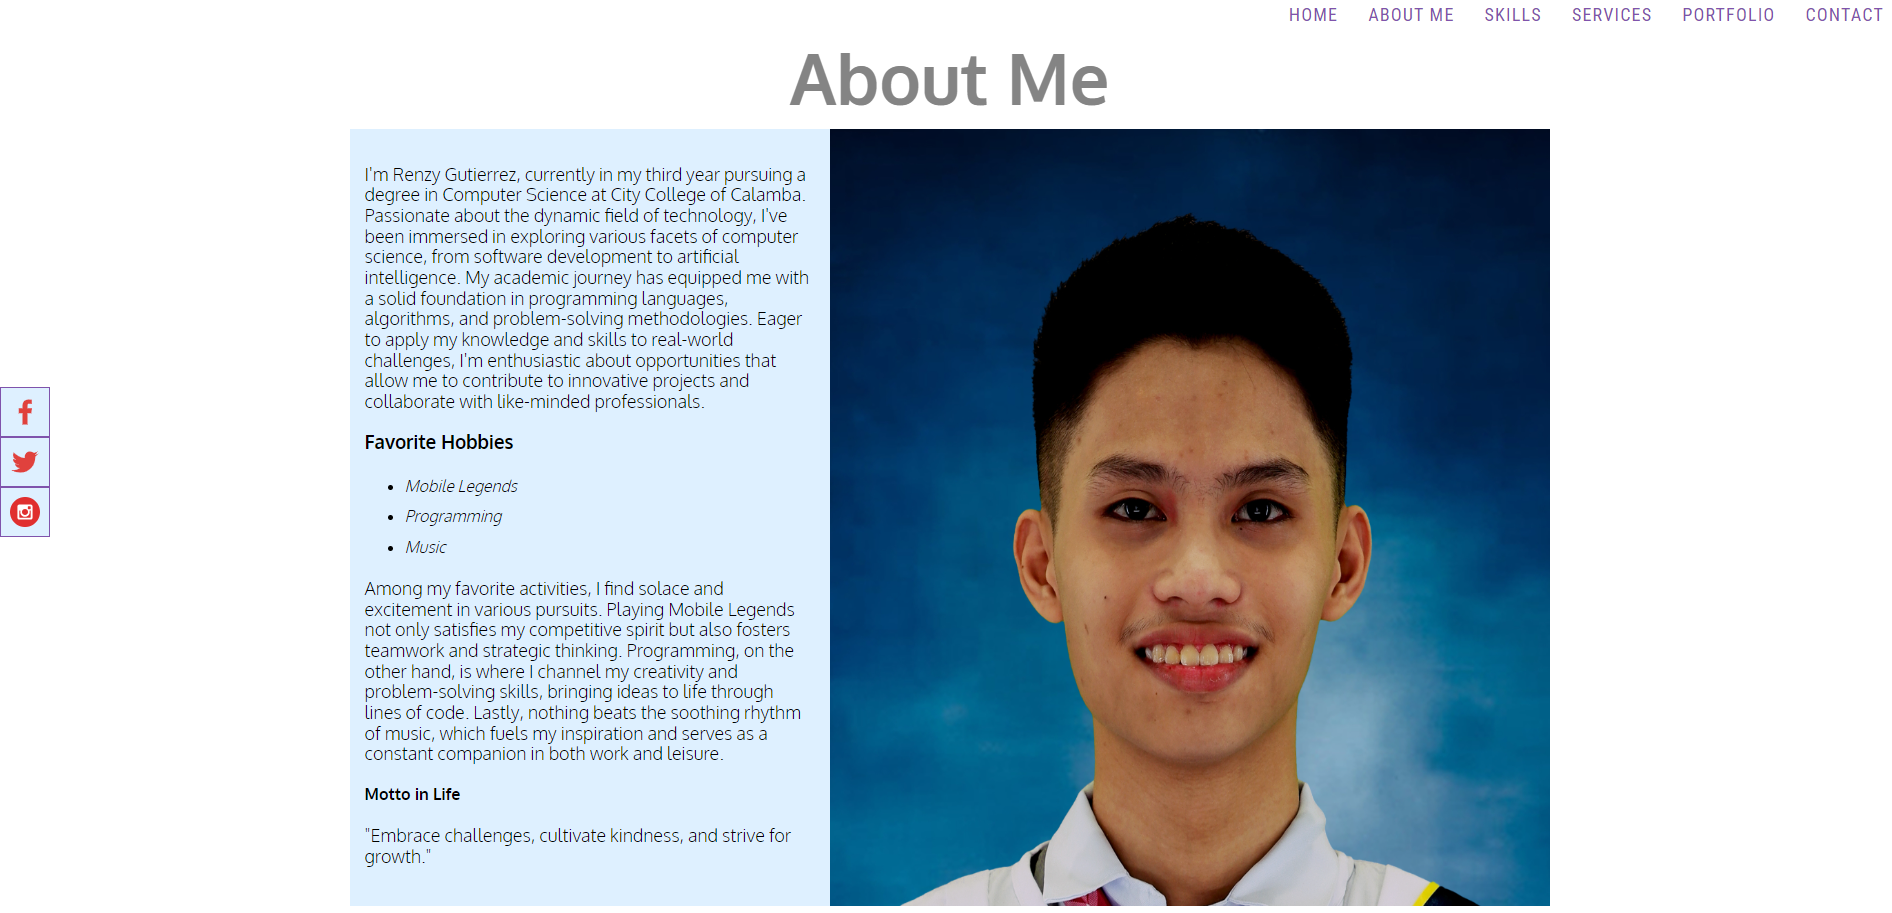 HOME ABOUT ME SKILLS SERVICES PORTFOLIO CONTACT
About Me
I'm Renzy Gutierrez, currently in my third year pursuing a
degree in Computer Science at City College of Calamba.
Passionate about the dynamic field of technology, I've
been immersed in exploring various facets of computer
science, from software development to artificial
intelligence. My academic journey has equipped me with
a solid foundation in programming languages,
algorithms, and problem-solving methodologies. Eager
to apply my knowledge and skills to real-world
challenges, I'm enthusiastic about opportunities that
allow me to contribute to innovative projects and
collaborate with like-minded professionals.
Favorite Hobbies
• Mobile Legends
• Programming
• Music
Among my favorite activities, I find solace and
excitement in various pursuits. Playing Mobile Legends
not only satisfies my competitive spirit but also fosters
teamwork and strategic thinking. Programming, on the
other hand, is where I channel my creativity and
problem-solving skills, bringing ideas to life through
lines of code. Lastly, nothing beats the soothing rhythm
of music, which fuels my inspiration and serves as a
constant companion in both work and leisure.
Motto in Life
"Embrace challenges, cultivate kindness, and strive for
growth."